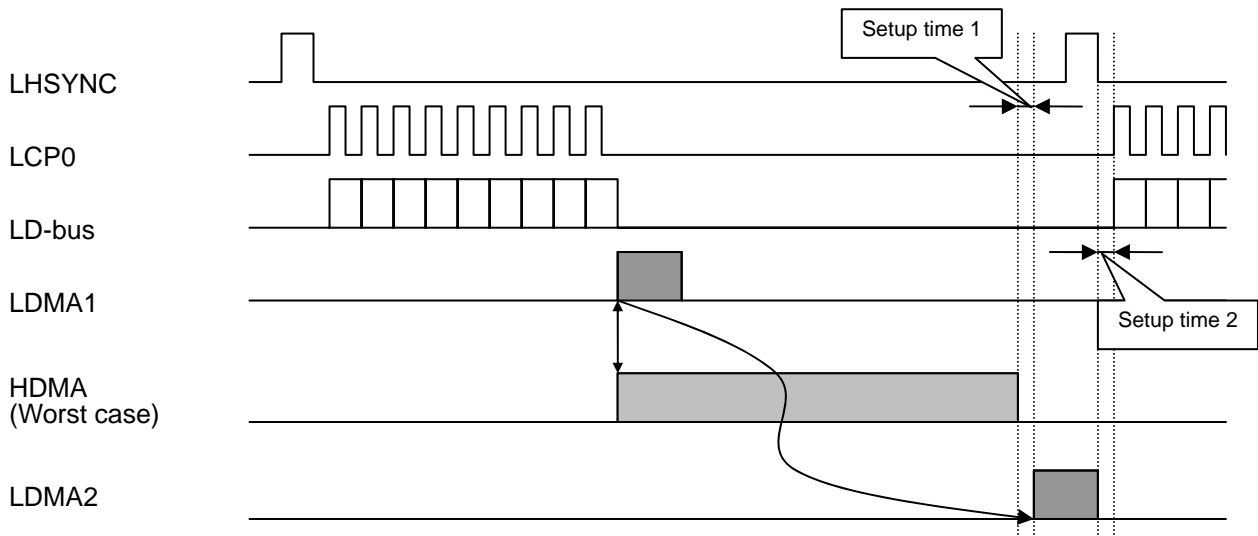 Setup time 1
LHSYNC
LCP0
LD-bus
LDMA1
Setup time 2
HDMA
(Worst case)
LDMA2